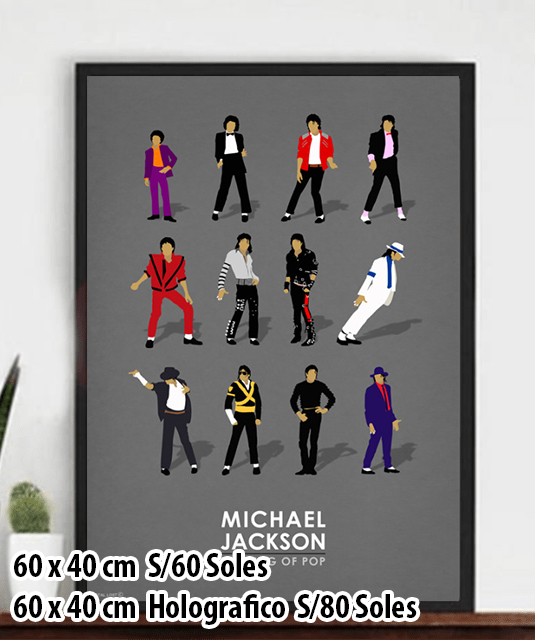 MICHAEL
JACKSON
G OF POP
60 x 40 cm S/60 Soles
60 x 40 cm Holografico S/80 Soles